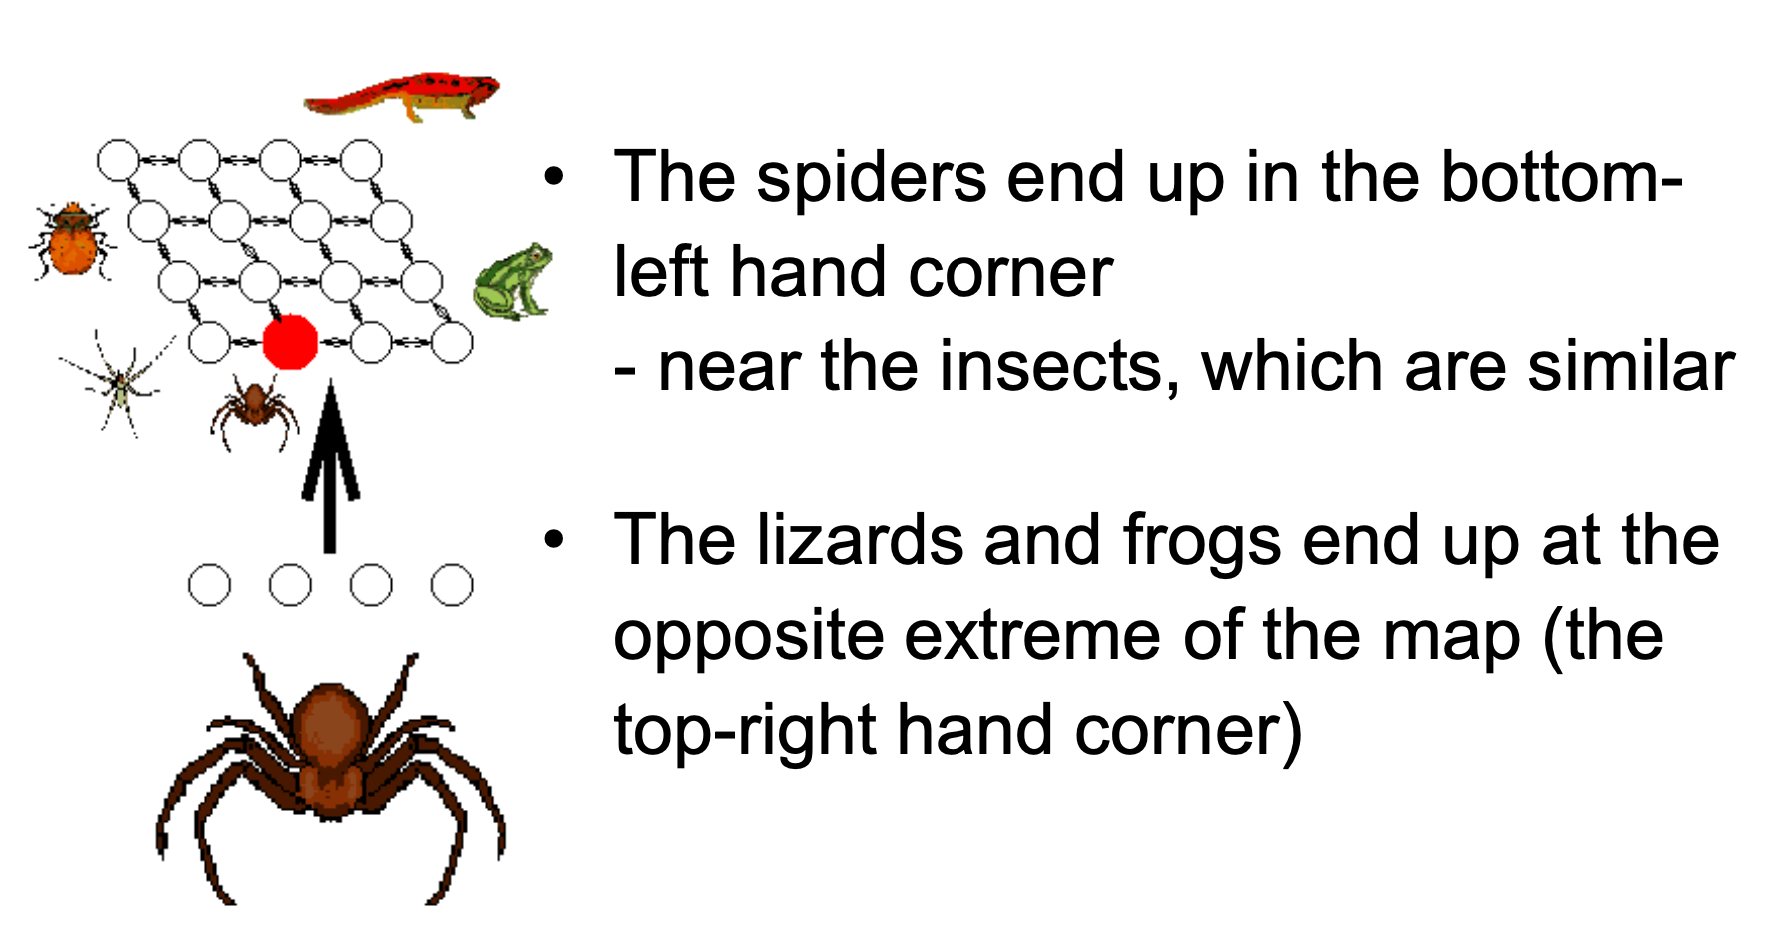 • The spiders end up in the bottom-
left hand corner
- near the insects, which are similar
• The lizards and frogs end up at the
opposite extreme of the map (the
top-right hand corner)